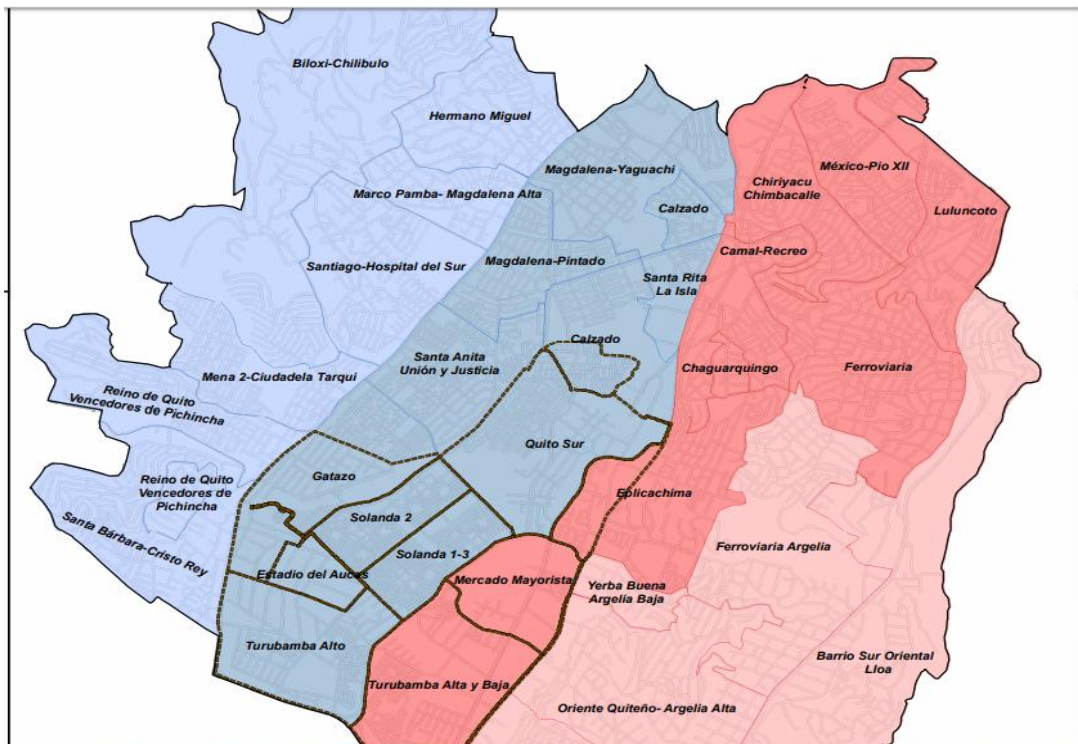 Biloxi-Chilibulo
Hermano Miguel
Magdalena-Yaguachi
México-Pio XII
Chiriyacu
Chimbacalle
Marco Pamba- Magdalena Alta
Calzado
Luluncoto
Camal-Recreo
Santiago-Hospital del Sur
Magdalena-Pintado
Santa Rita
La Isla
Calzado
Santa Anita
Unión y Justicia
Chaguarquingo
Ferroviaria
Mena 2-Ciudadela Tarqui
Reino de Quito
Vencedores de Pichincha
Quito Sur
Gatazo
Reino de Quito
Vencedores de
Pichincha
Eplicachima
Solanda 2
Santa Bárbara-Cristo Rey
Solanda 1-3
Ferroviaria Argelia
Estadio del Aucas
Mercado Mayorista
Yerba Buena
Argelia Baja
Turubamba Alto
Barrio Sur Oriental
Lloa
Turubamba Alta y Baja
Oriente Quiteño- Argelia Alta